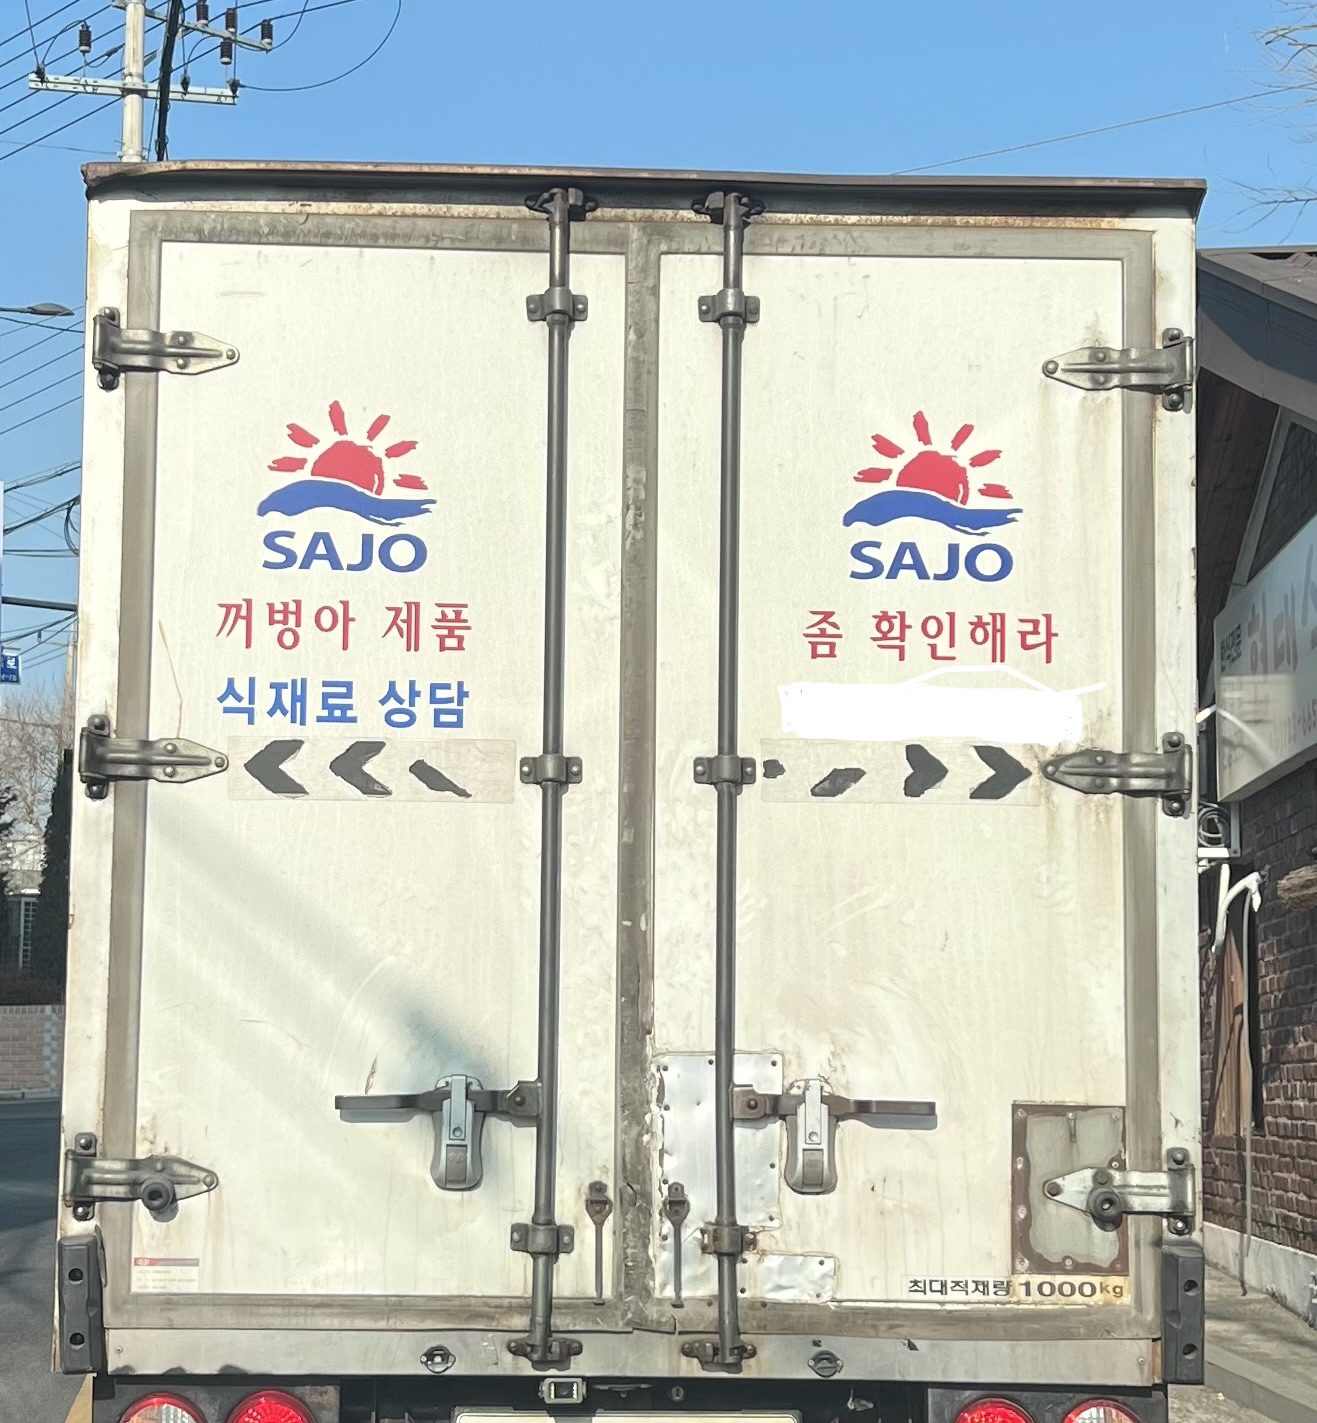 SAJO
꺼벙아 제품
식재료 상담
SAJO
좀 확인해라
최대적재량 1000kg